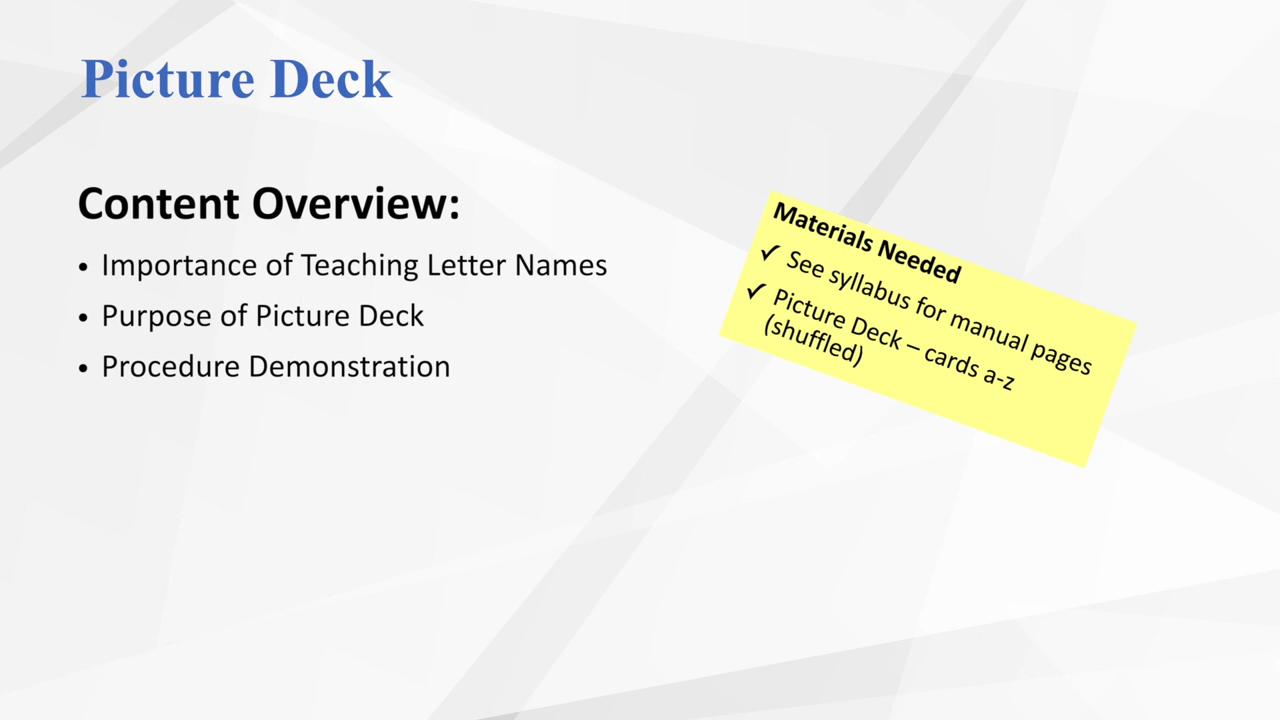 Picture Deck
Content Overview:
• Importance of Teaching Letter Names
• Purpose of Picture Deck
• Procedure Demonstration
Materials Needed
✓ See syllabus for manual pages
✓ Picture Deck – cards a-z
(shuffled)